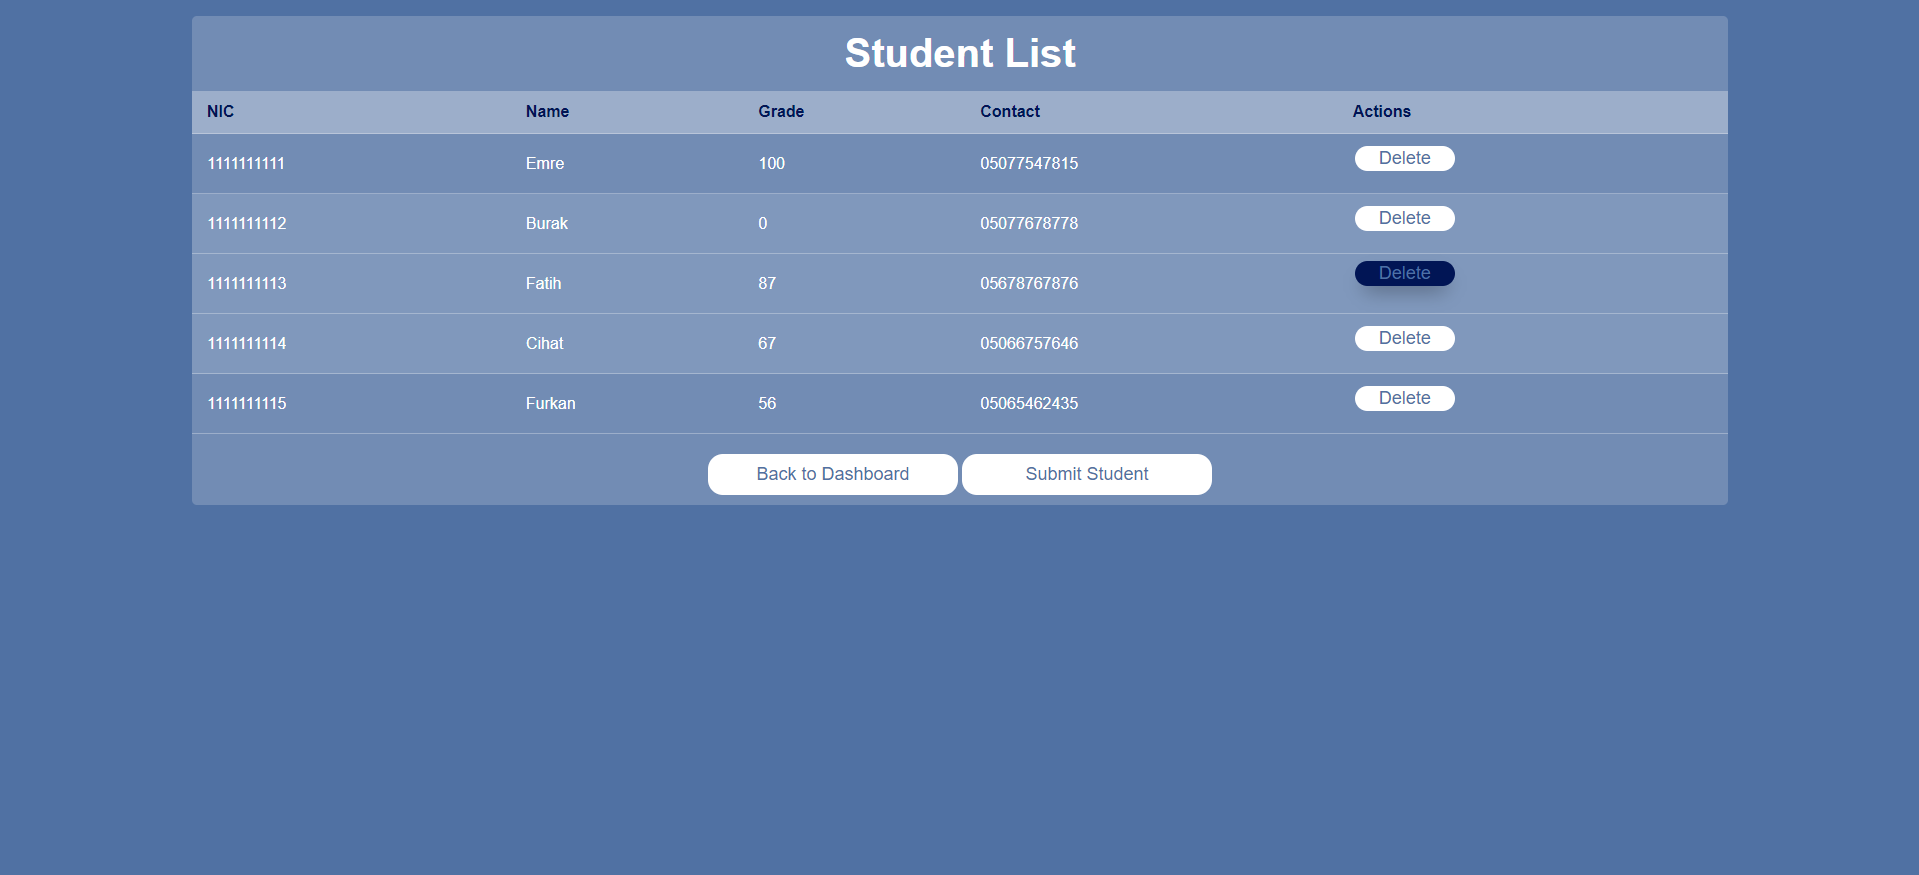 Student List
NIC Name Grade Contact Actions
1111111111 Emre 100 05077547815 Delete
1111111112 Burak 0 05077678778 Delete
1111111113 Fatih 87 05678767876 Delete
1111111114 Cihat 67 05066757646 Delete
1111111115 Furkan 56 05065462435 Delete
Back to Dashboard Submit Student